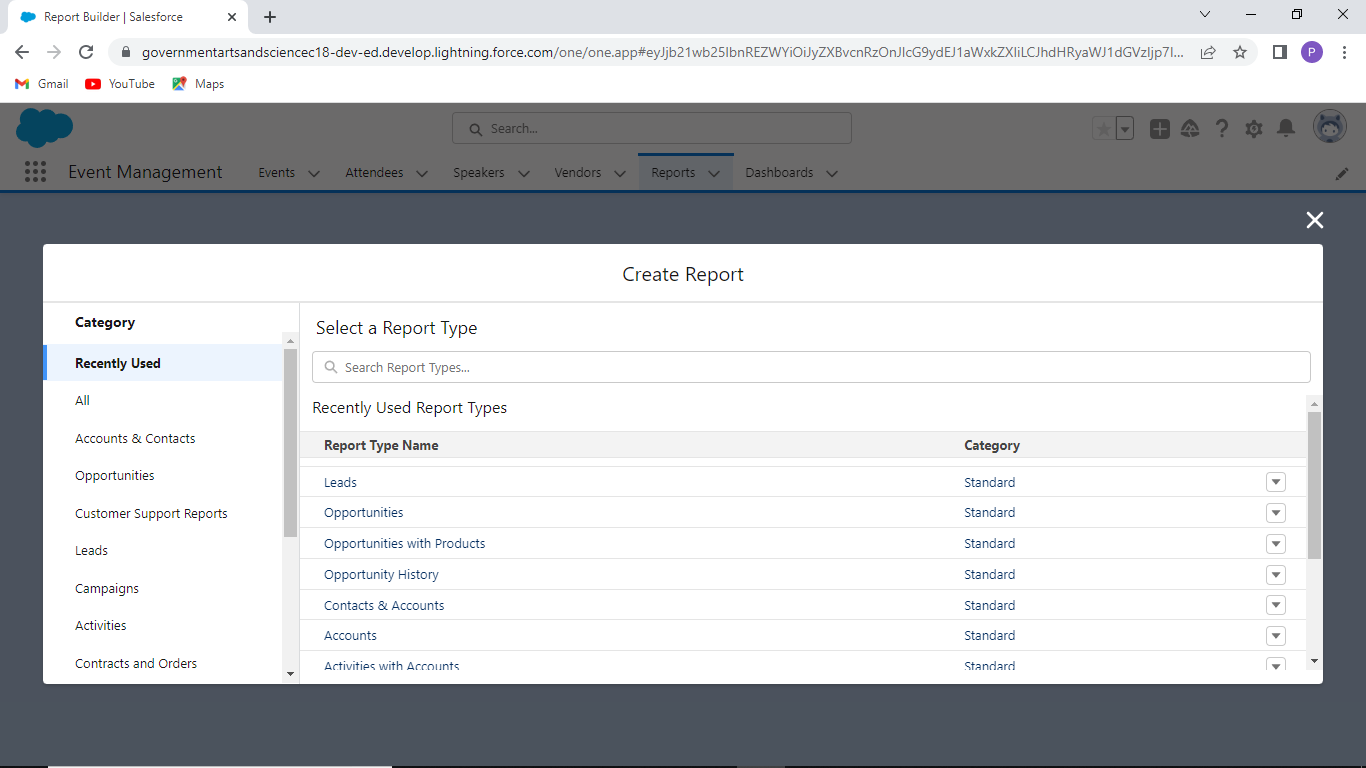 Report Builder | Salesforce
governmentartsandsciencec18-dev-ed.develop.lightning.force.com/one/one.app#eyJjb21wb25lbnREZWYiOiJyZXBvcnRzOnJlcG9ydEJ1aWxkZXIiLCJhdHRyaWJ1dGVzIjp7I...
P
Gmail YouTube Maps
Search...
Event Management Events Attendees Speakers Vendors Reports Dashboards
Create Report
Category
Recently Used
All
Accounts & Contacts
Opportunities
Customer Support Reports
Leads
Campaigns
Activities
Contracts and Orders
Select a Report Type
Search Report Types...
Recently Used Report Types
Report Type Name Category
Leads Standard
Opportunities Standard
Opportunities with Products Standard
Opportunity History Standard
Contacts & Accounts Standard
Accounts Standard
Activities with Accounts Standard